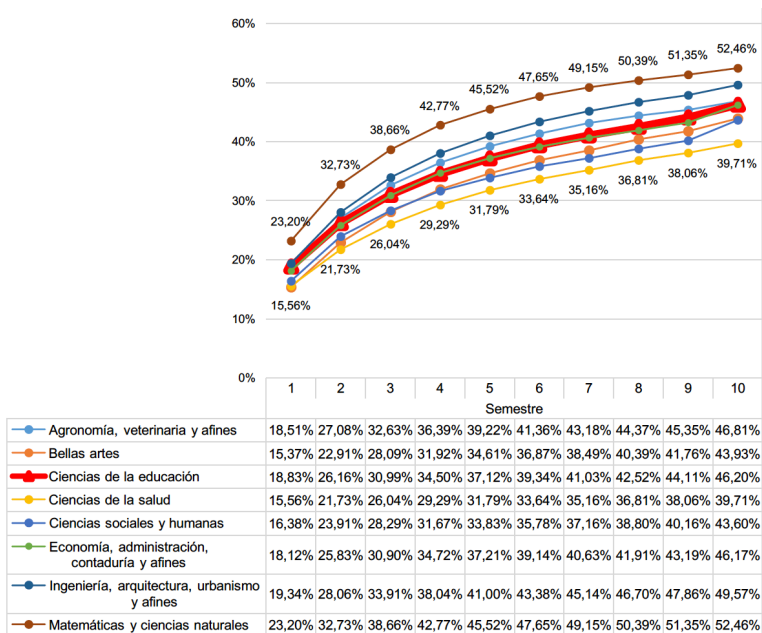 60%
50%
40%
30%
20%
10%
0%
23,20%
32,73%
38,66%
42,77%
45,52%
47,65%
49,15%
50,39%
51,35%
52,46%
15,56%
21,73%
26,04%
29,29%
31,79%
33,64%
35,16%
36,81%
38,06%
39,71%
1 2 3 4 5 6 7 8 9 10
Semestre
Agronomía, veterinaria y afines 18,51% 27,08% 32,63% 36,39% 39,22% 41,36% 43,18% 44,37% 45,35% 46,81%
Bellas artes 15,37% 22,91% 28,09% 31,92% 34,61% 36,87% 38,49% 40,39% 41,76% 43,93%
Ciencias de la educación 18,83% 26,16% 30,99% 34,50% 37,12% 39,34% 41,03% 42,52% 44,11% 46,20%
Ciencias de la salud 15,56% 21,73% 26,04% 29,29% 31,79% 33,64% 35,16% 36,81% 38,06% 39,71%
Ciencias sociales y humanas 16,38% 23,91% 28,29% 31,67% 33,83% 35,78% 37,16% 38,80% 40,16% 43,60%
Economía, administración,
contaduría y afines 18,12% 25,83% 30,90% 34,72% 37,21% 39,14% 40,63% 41,91% 43,19% 46,17%
Ingeniería, arquitectura, urbanismo
y afines 19,34% 28,06% 33,91% 38,04% 41,00% 43,38% 45,14% 46,70% 47,86% 49,57%
Matemáticas y ciencias naturales 23,20% 32,73% 38,66% 42,77% 45,52% 47,65% 49,15% 50,39% 51,35% 52,46%